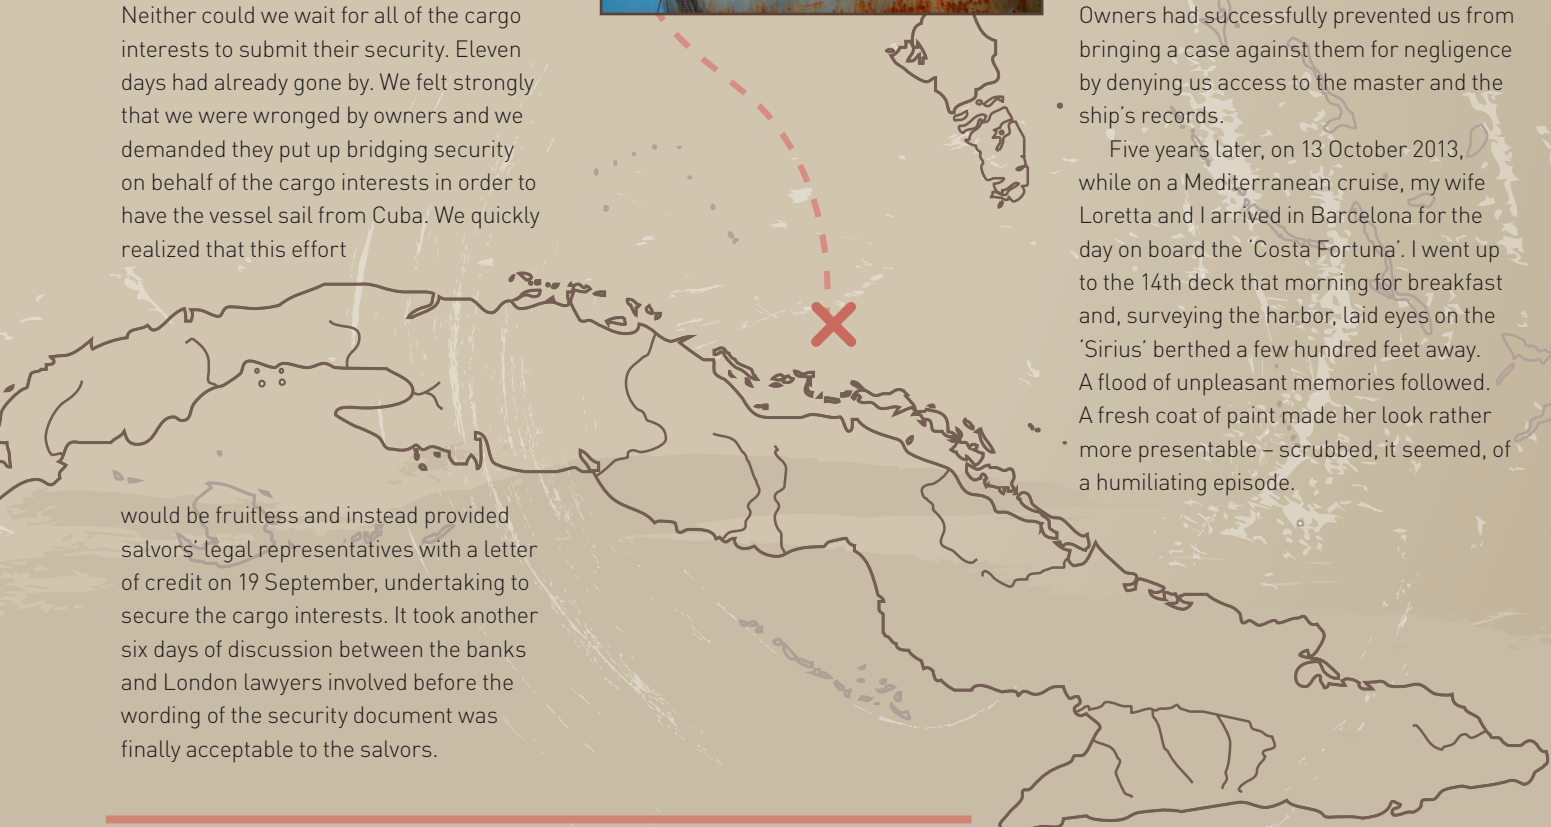 Neither could we wait for all of the cargo
interests to submit their security. Eleven
days had already gone by. We felt strongly
that we were wronged by owners and we
demanded they put up bridging security
on behalf of the cargo interests in order to
have the vessel sail from Cuba. We quickly
realized that this effort
would be fruitless and instead provided
salvors’ legal representatives with a letter
of credit on 19 September, undertaking to
secure the cargo interests. It took another
six days of discussion between the banks
and London lawyers involved before the
wording of the security document was
finally acceptable to the salvors.
Owners had successfully prevented us from
bringing a case against them for negligence
by denying us access to the master and the
ship’s records.
Five years later, on 13 October 2013,
while on a Mediterranean cruise, my wife
Loretta and I arrived in Barcelona for the
day on board the ‘Costa Fortuna’. I went up
to the 14th deck that morning for breakfast
and, surveying the harbor, laid eyes on the
‘Sirius’ berthed a few hundred feet away.
A flood of unpleasant memories followed.
A fresh coat of paint made her look rather
more presentable – scrubbed, it seemed, of
a humiliating episode.